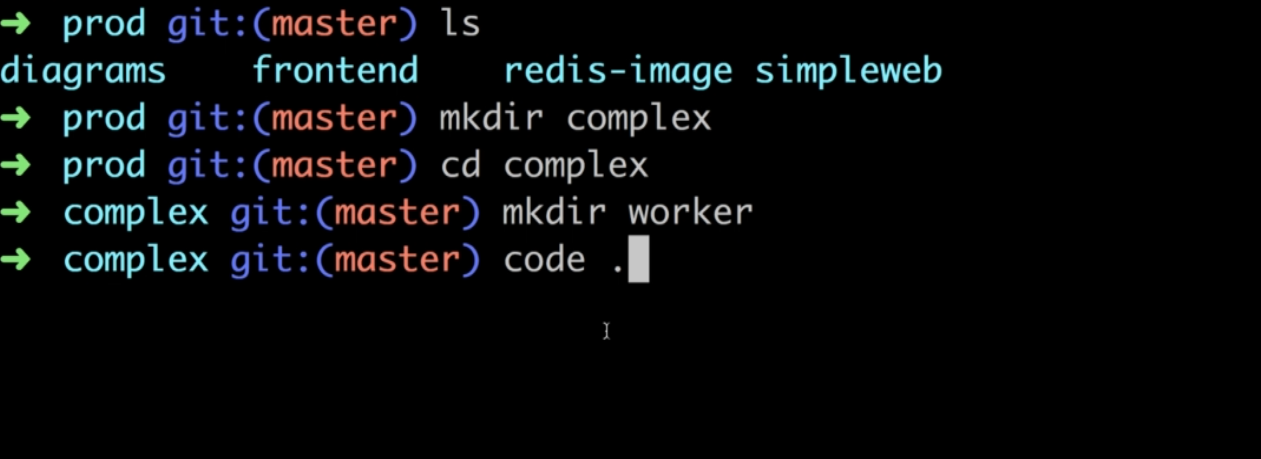 ➜ prod git:(master) ls
diagrams frontend redis-image simpleweb
➜ prod git:(master) mkdir complex
➜ prod git:(master) cd complex
➜ complex git:(master) mkdir worker
➜ complex git:(master) code .